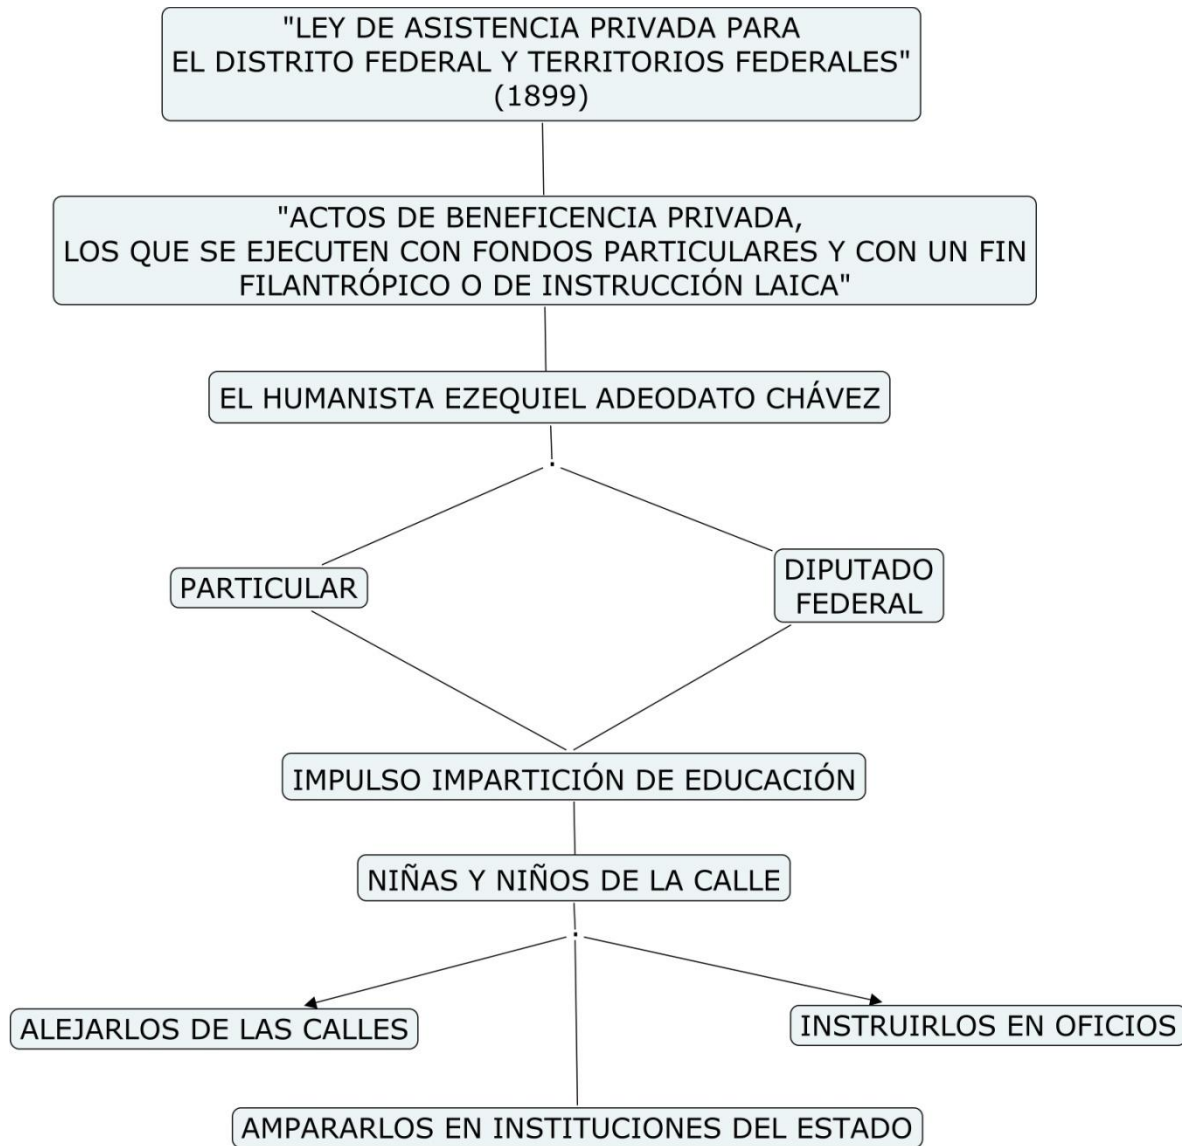 "LEY DE ASISTENCIA PRIVADA PARA
EL DISTRITO FEDERAL Y TERRITORIOS FEDERALES"
(1899)
"ACTOS DE BENEFICENCIA PRIVADA,
LOS QUE SE EJECUTEN CON FONDOS PARTICULARES Y CON UN FIN
FILANTRÓPICO O DE INSTRUCCIÓN LAICA"
EL HUMANISTA EZEQUIEL ADEODATO CHÁVEZ
PARTICULAR
DIPUTADO
FEDERAL
IMPULSO IMPARTICIÓN DE EDUCACIÓN
NIÑAS Y NIÑOS DE LA CALLE
ALEJARLOS DE LAS CALLES
INSTRUIRLOS EN OFICIOS
AMPARARLOS EN INSTITUCIONES DEL ESTADO